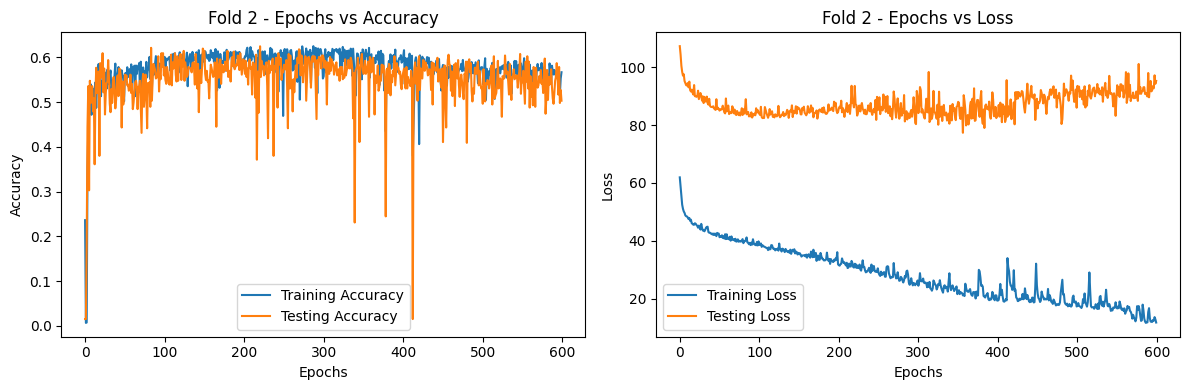 Fold 2 - Epochs vs Accuracy
Accuracy
0.6
0.5
0.4
0.3
0.2
0.1
0.0
Training Accuracy
Testing Accuracy
0 100 200 300 400 500 600
Epochs
Fold 2 - Epochs vs Loss
Loss
100
80
60
40
20
Training Loss
Testing Loss
0 100 200 300 400 500 600
Epochs